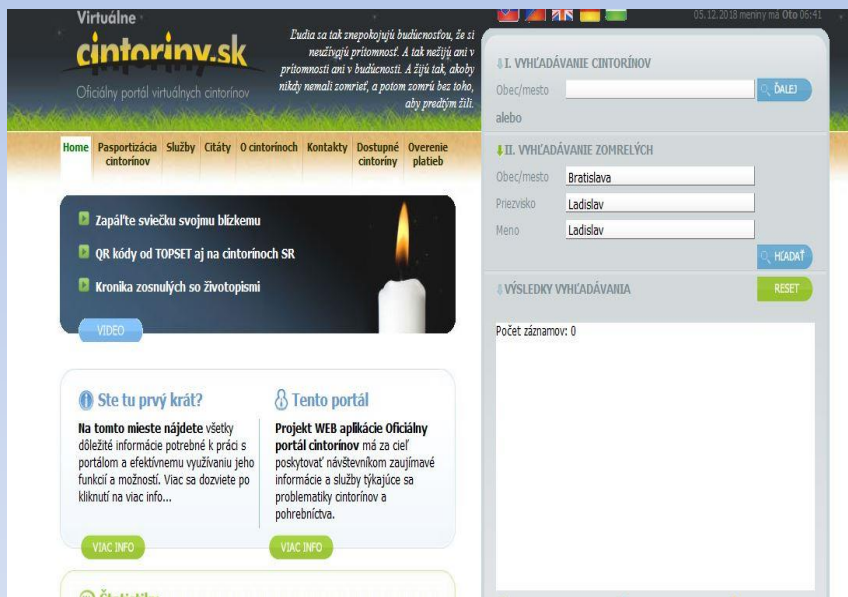 Virtuálne
cintoriny.sk
Oficiálny portál virtuálnych cintorínov
Ľudia sa tak znepokojujú budúcnosťou, že si
neužívajú prítomnosť. A tak nežijú ani v
prítomnosti ani v budúcnosti. A žijú tak, akoby
nikdy nemali zomrieť, a potom zomrú bez toho,
aby predtým žili.
05.12.2018 meniny má Oto 06:41
Home
Pasportizácia
cintorínov
Služby
Citáty
O cintorínoch
Kontakty
Dostupné
cintoríny
Overenie
platieb
Zapáľte sviečku svojmu blízkemu
QR kódy od TOPSET aj na cintorínoch SR
Kronika zosnulých so životopismi
VIDEO
Ste tu prvý krát?
Na tomto mieste nájdete všetky
dôležité informácie potrebné k práci s
portálom a efektívnemu využívaniu jeho
funkcií a možností. Viac sa dozviete po
kliknutí na viac info...
VIAC INFO
Tento portál
Projekt WEB aplikácie Oficiálny
portál cintorínov má za cieľ
poskytovať návštevníkom zaujímavé
informácie a služby týkajúce sa
problematiky cintorínov a
pohrebníctva.
VIAC INFO
I. VYHĽADÁVANIE CINTORÍNOV
Obec/mesto
ĎALEJ
alebo
II. VYHĽADÁVANIE ZOMRELÝCH
Obec/mesto Bratislava
Priezvisko Ladislav
Meno Ladislav
HĽADAŤ
VÝSLEDKY VYHĽADÁVANIA
RESET
Počet záznamov: 0